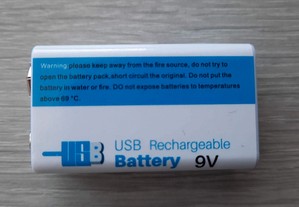 Warning:please keep away from the fire source, do not try to
open the battery pack,short circuit the original. Do not put the
battery in water or fire. DO not expose batteries to temperatures
above 69 °C.
USB
USB Rechargeable
Battery 9V